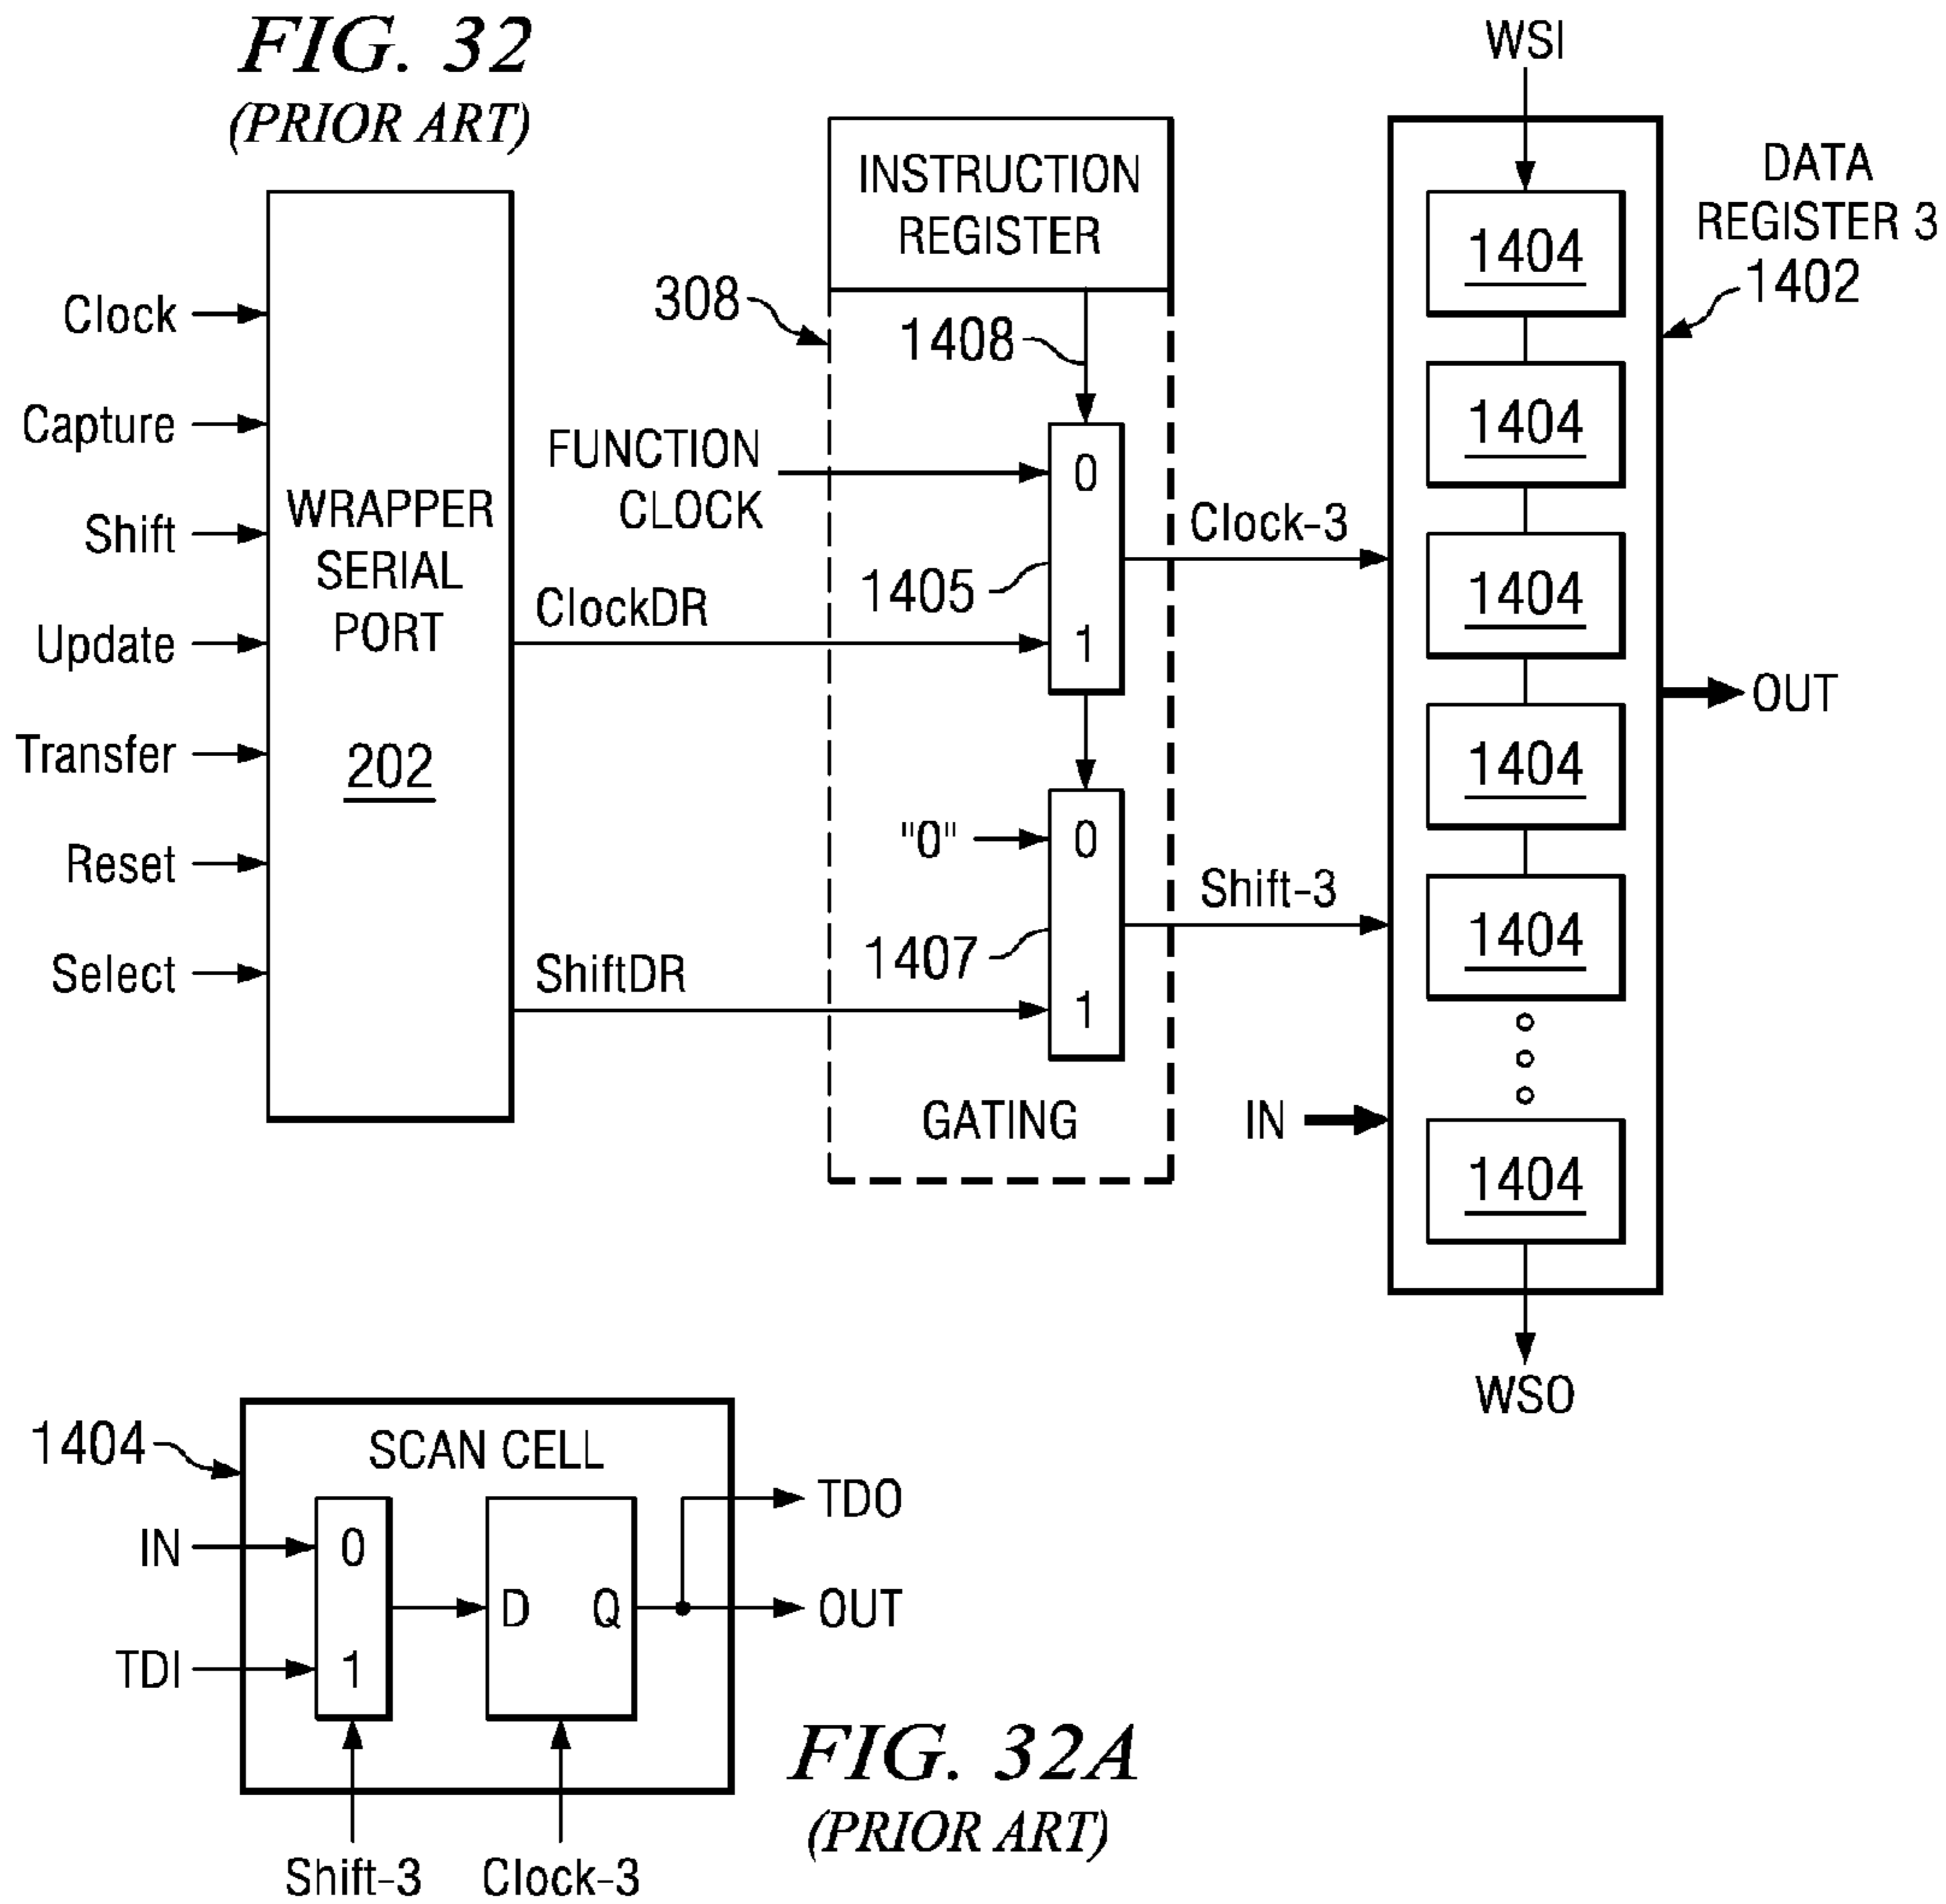 FIG. 32
(PRIOR ART)
WSI
INSTRUCTION
REGISTER
DATA
REGISTER 3
1402
1404
1404
1404
1404
1404
1404
308
1408
Clock
Capture
Shift
Update
Transfer
Reset
Select
WRAPPER
SERIAL
PORT
202
FUNCTION
CLOCK
0
1405
1
ClockDR
Clock-3
OUT
"0"
0
1407
1
ShiftDR
Shift-3
GATING
IN
WSO
1404
SCAN CELL
IN
0
TDI
1
D Q
TDO
OUT
Shift-3
Clock-3
FIG. 32A
(PRIOR ART)